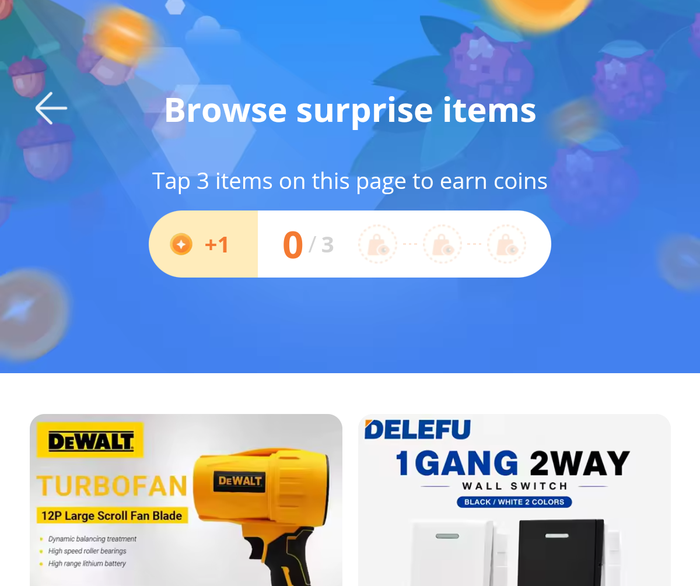 Browse surprise items
Tap 3 items on this page to earn coins
+1 0 / 3
DEWALT
TURBOFAN
12P Large Scroll Fan Blade
Dynamic balancing treatment
High speed roller bearings
High range lithium battery
DEWALT
DELEFU
1GANG 2WAY
WALL SWITCH
BLACK / WHITE 2 COLORS